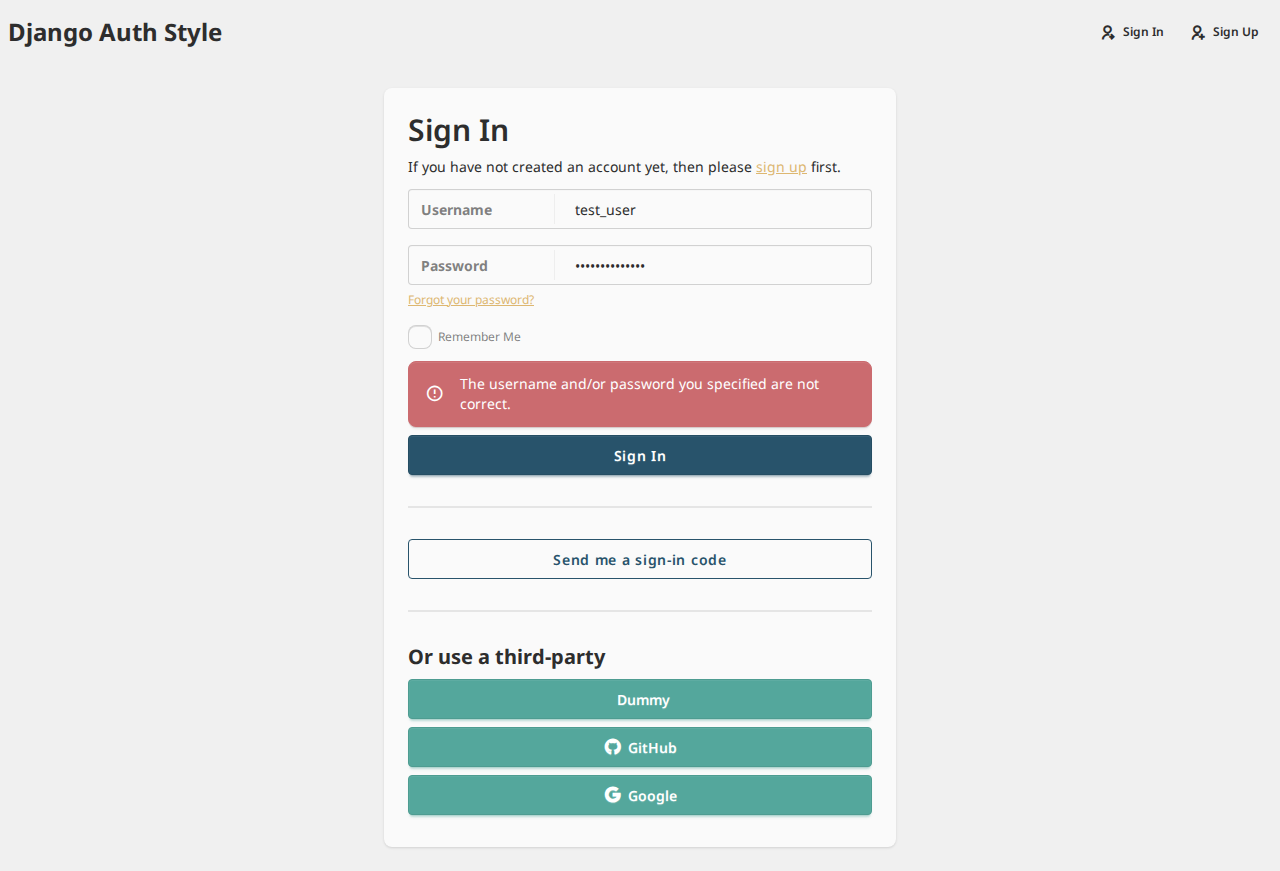 Django Auth Style
Sign In
Sign Up
Sign In
If you have not created an account yet, then please sign up first.
Username
test_user
Password
••••••••••••••
Forgot your password?
Remember Me
The username and/or password you specified are not
correct.
Sign In
Send me a sign-in code
Or use a third-party
Dummy
GitHub
Google